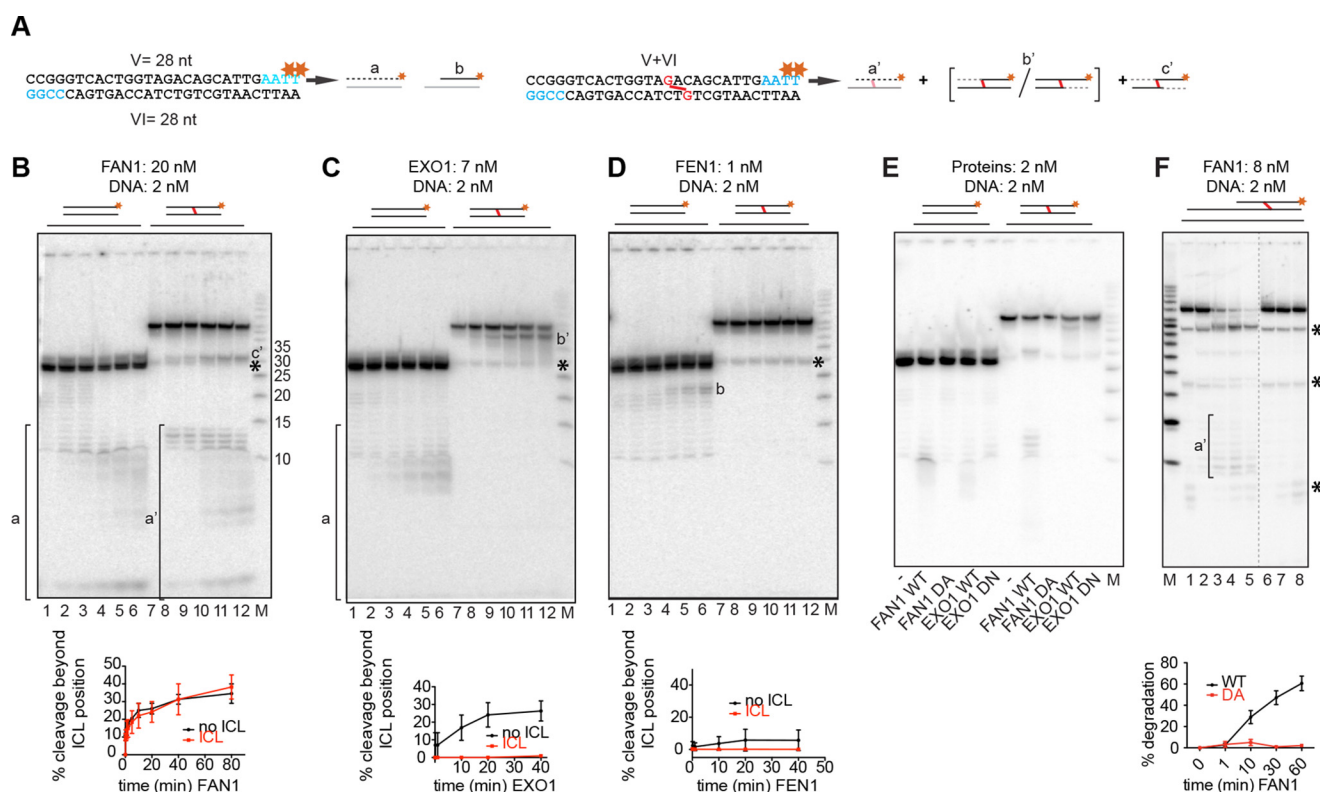 A
V= 28 nt
CCGGGTCACTGGTAGACAGCATTGAATT
GGCCCAGTGACCATCTGTCGTAACTTAA
VI= 28 nt
a
b
V+VI
CCGGGTCACTGGTAGACAGCATTGAATT
GGCCCAGTGACCATCTGTCGTAACTTAA
a'
+
b'
/
+
c'
B
FAN1: 20 nM
DNA: 2 nM
c'
*
35
30
25
20
15
10
a
a'
1 2 3 4 5 6 7 8 9 10 11 12 M
% cleavage beyond
ICL position
50
40
30
20
10
0
no ICL
ICL
0 20 40 60 80
time (min) FAN1
C
EXO1: 7 nM
DNA: 2 nM
b'
*
a
1 2 3 4 5 6 7 8 9 10 11 12 M
% cleavage beyond
ICL position
40
30
20
10
0
no ICL
ICL
10 20 30 40
time (min) EXO1
D
FEN1: 1 nM
DNA: 2 nM
*
b
1 2 3 4 5 6 7 8 9 10 11 12 M
% cleavage beyond
ICL position
40
20
0
no ICL
ICL
0 10 20 30 40 50
time (min) FEN1
E
Proteins: 2 nM
DNA: 2 nM
-
FAN1 WT
FAN1 DA
EXO1 WT
EXO1 DN
-
FAN1 WT
FAN1 DA
EXO1 WT
EXO1 DN
M
F
FAN1: 8 nM
DNA: 2 nM
*
*
a'
*
M 1 2 3 4 5 6 7 8
% degradation
80
60
40
20
0
WT
DA
0 1 10 30 60
time (min) FAN1